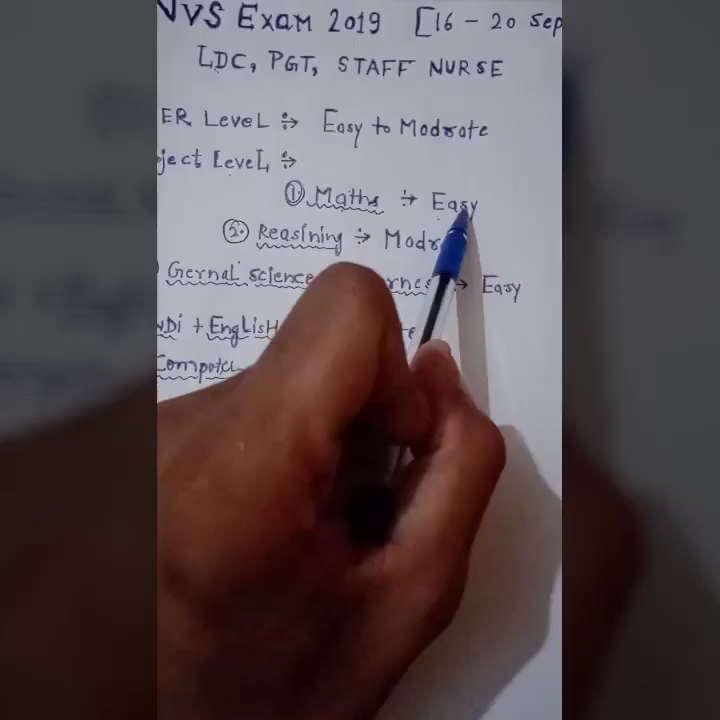 NVS Exam 2019 [16 - 20 Sep
LDC, PGT, STAFF NURSE
ER Level :→ Easy to Modrate
ject Level, :→
① Maths :→ Easy
②. Reasining :→ Modr
Gernal science → Easy
NDi + EnglisH
Computer